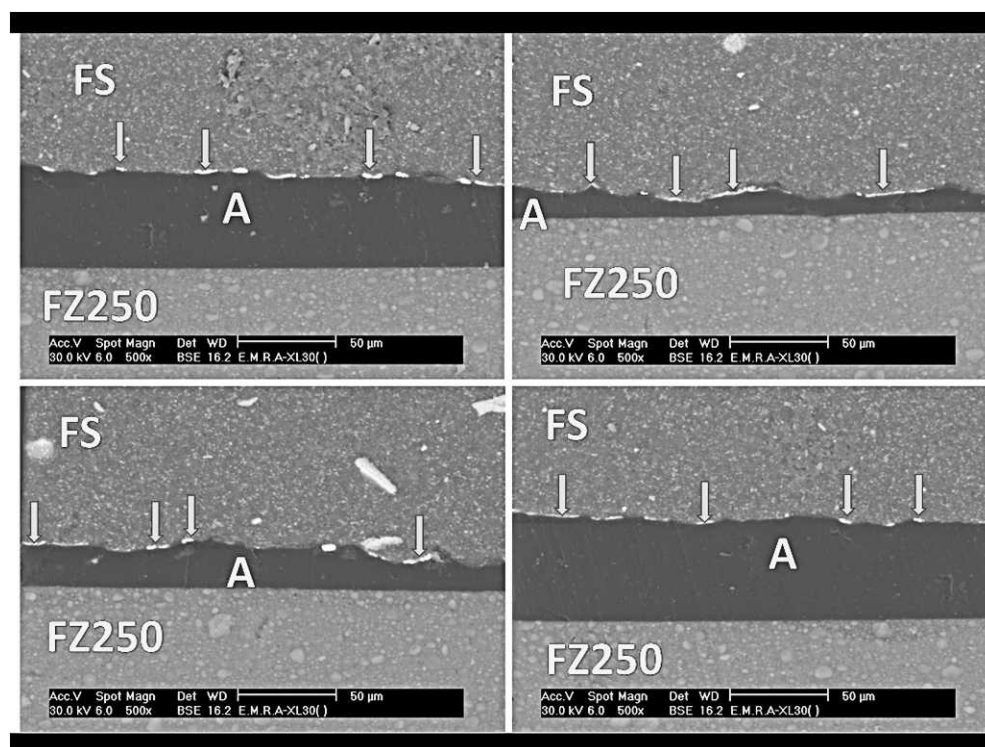 FS
A
FZ250
Acc.V Spot Magn Det WD 50 µm
30.0 kV 6.0 500x BSE 16.2 E.M.R.A-XL30( )
FS
A
FZ250
Acc.V Spot Magn Det WD 50 µm
30.0 kV 6.0 500x BSE 16.2 E.M.R.A-XL30( )
FS
A
FZ250
Acc.V Spot Magn Det WD 50 µm
30.0 kV 6.0 500x BSE 16.2 E.M.R.A-XL30( )
FS
A
FZ250
Acc.V Spot Magn Det WD 50 µm
30.0 kV 6.0 500x BSE 16.2 E.M.R.A-XL30( )